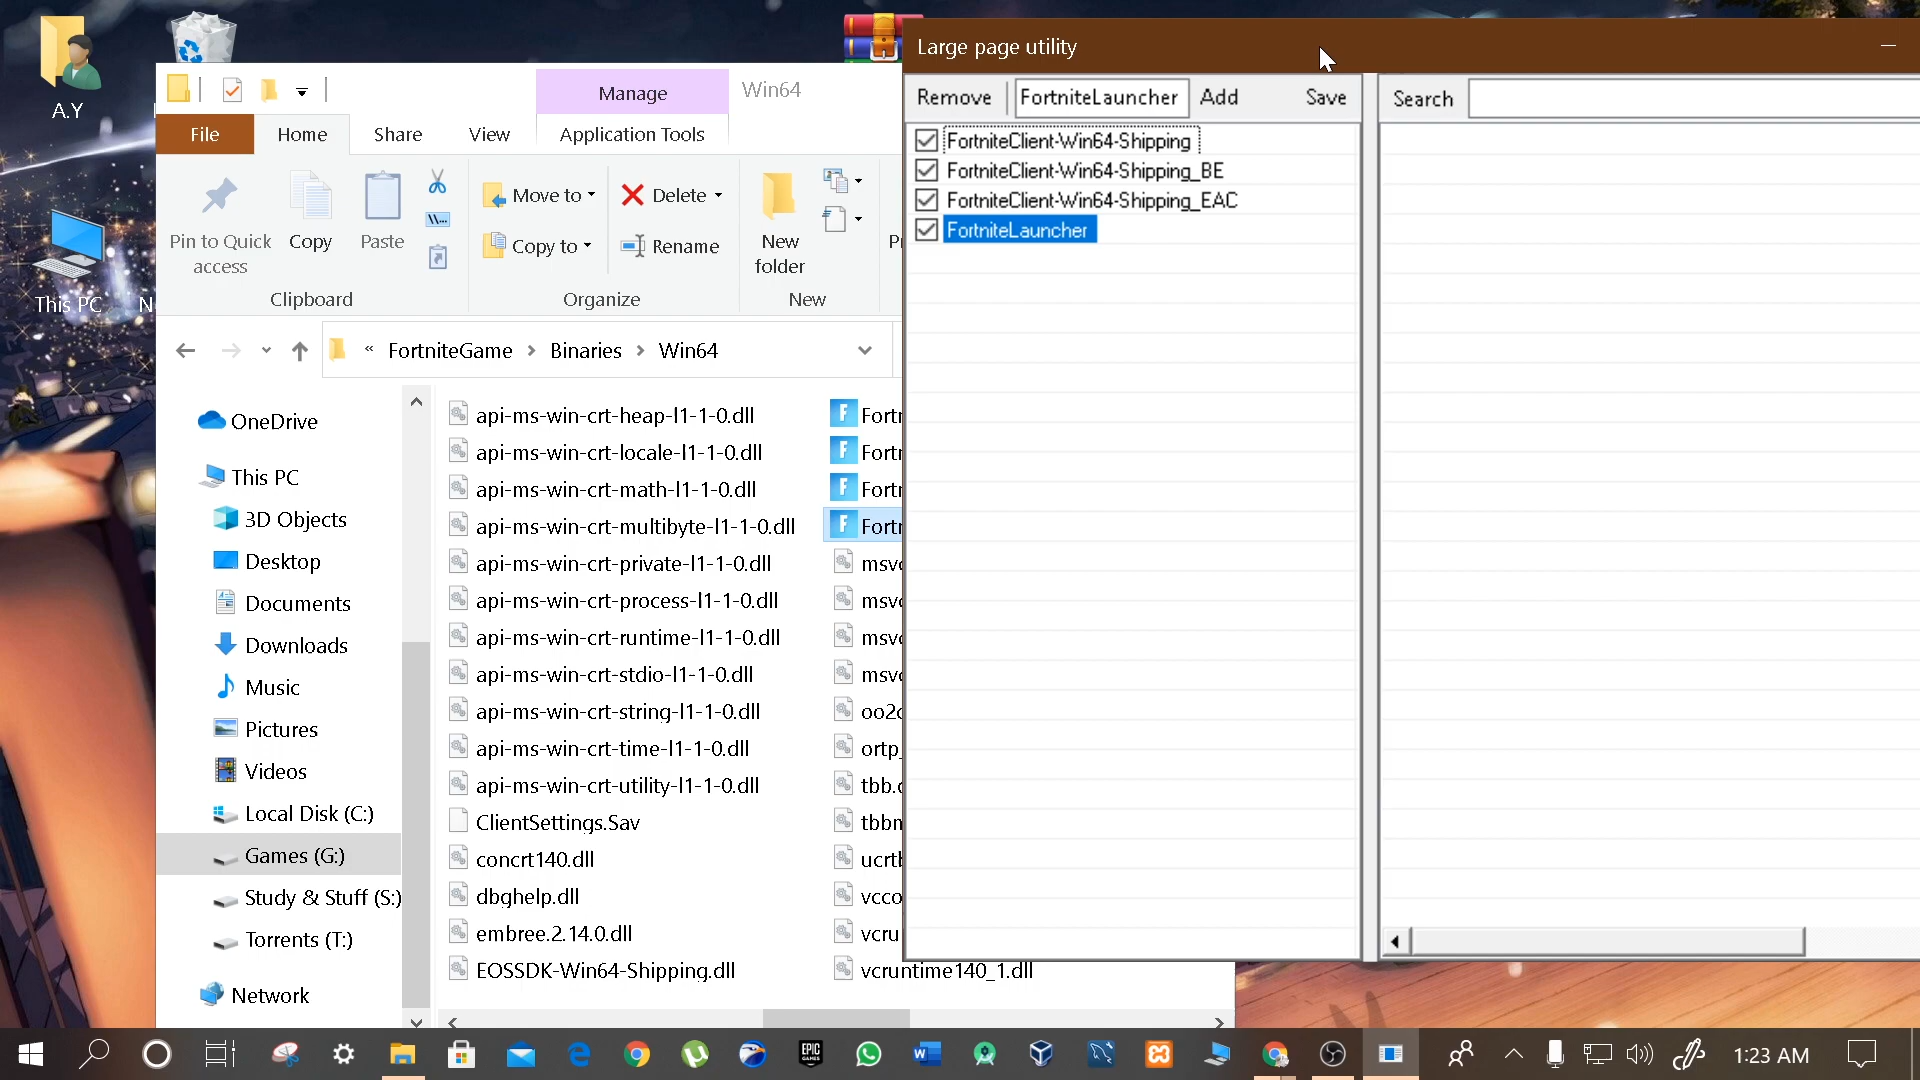 A.Y
This PC
N
Manage
Win64
File
Home
Share
View
Application Tools
Pin to Quick access
Copy
Paste
Move to
Copy to
Delete
Rename
New folder
Clipboard
Organize
New
« FortniteGame > Binaries > Win64
OneDrive
This PC
3D Objects
Desktop
Documents
Downloads
Music
Pictures
Videos
Local Disk (C:)
Games (G:)
Study & Stuff (S:)
Torrents (T:)
Network
api-ms-win-crt-heap-l1-1-0.dll
api-ms-win-crt-locale-l1-1-0.dll
api-ms-win-crt-math-l1-1-0.dll
api-ms-win-crt-multibyte-l1-1-0.dll
api-ms-win-crt-private-l1-1-0.dll
api-ms-win-crt-process-l1-1-0.dll
api-ms-win-crt-runtime-l1-1-0.dll
api-ms-win-crt-stdio-l1-1-0.dll
api-ms-win-crt-string-l1-1-0.dll
api-ms-win-crt-time-l1-1-0.dll
api-ms-win-crt-utility-l1-1-0.dll
ClientSettings.Sav
concrt140.dll
dbghelp.dll
embree.2.14.0.dll
EOSSDK-Win64-Shipping.dll
vcruntime140_1.dll
Large page utility
Remove
FortniteLauncher
Add
Save
Search
FortniteClient-Win64-Shipping
FortniteClient-Win64-Shipping_BE
FortniteClient-Win64-Shipping_EAC
FortniteLauncher
EPIC GAMES
1:23 AM